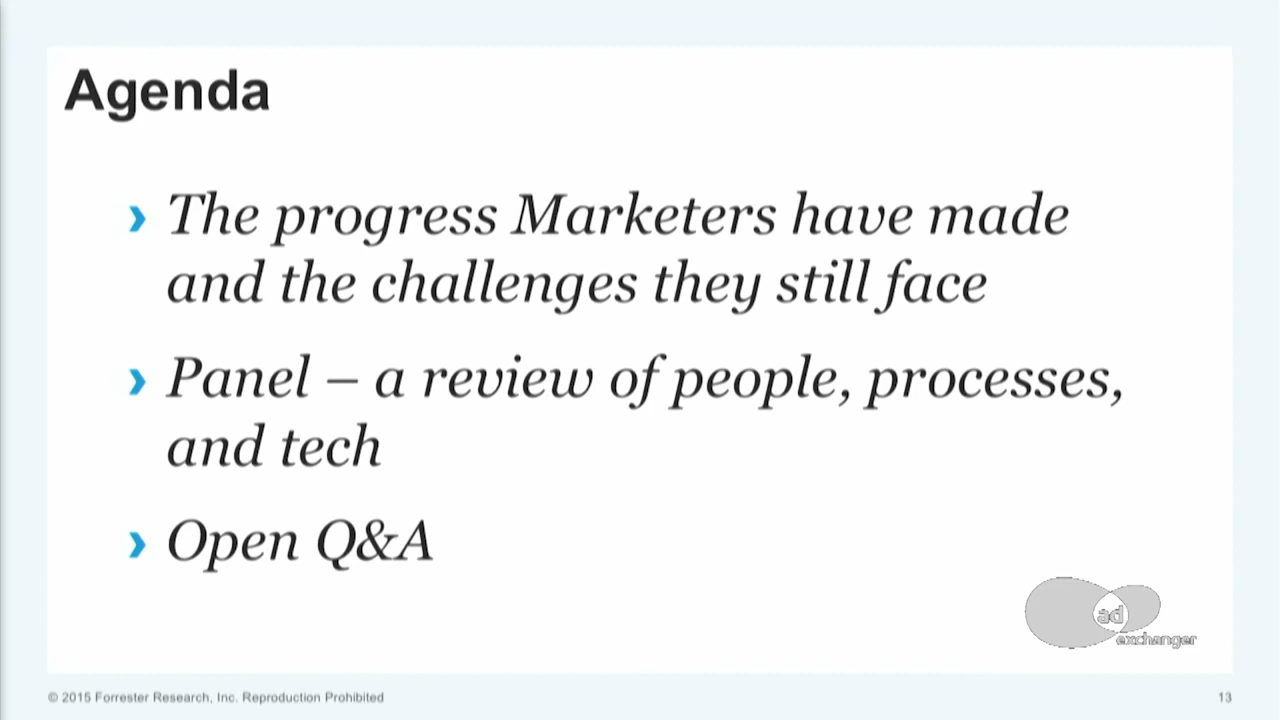 Agenda
› The progress Marketers have made
and the challenges they still face
› Panel – a review of people, processes,
and tech
› Open Q&A
ad
exchanger
© 2015 Forrester Research, Inc. Reproduction Prohibited
13